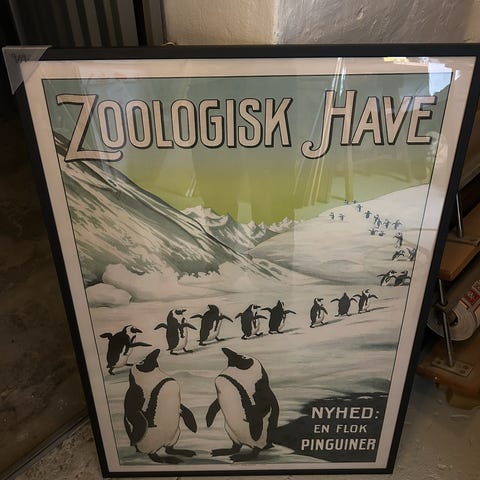 ZOOLOGISK HAVE
NYHED:
EN FLOK
PINGUINER